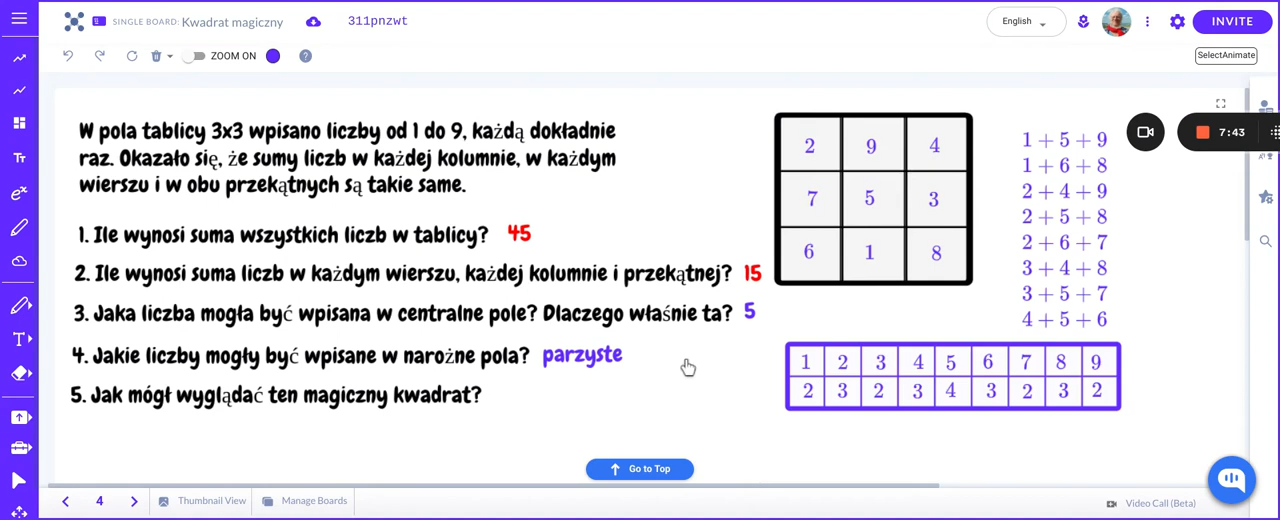 SINGLE BOARD: Kwadrat magiczny
311pnzwt
English
INVITE
ZOOM ON
SelectAnimate
7:43
W pola tablicy 3x3 wpisano liczby od 1 do 9, każdą dokładnie
raz. Okazało się, że sumy liczb w każdej kolumnie, w każdym
wierszu i w obu przekątnych są takie same.
1. Ile wynosi suma wszystkich liczb w tablicy? 45
2. Ile wynosi suma liczb w każdym wierszu, każdej kolumnie i przekątnej? 15
3. Jaka liczba mogła być wpisana w centralne pole? Dlaczego właśnie ta? 5
4. Jakie liczby mogły być wpisane w narożne pola? parzyste
5. Jak mógł wyglądać ten magiczny kwadrat?
2 9 4
7 5 3
6 1 8
1 + 5 + 9
1 + 6 + 8
2 + 4 + 9
2 + 5 + 8
2 + 6 + 7
3 + 4 + 8
3 + 5 + 7
4 + 5 + 6
1 2 3 4 5 6 7 8 9
2 3 2 3 4 3 2 3 2
Go to Top
4
Thumbnail View
Manage Boards
Video Call (Beta)